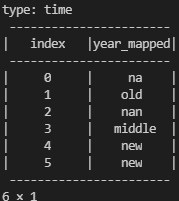 type: time
-----------------------
|   index   |year_mapped|
-----------------------
|     0     |    na     |
|     1     |    old    |
|     2     |    nan    |
|     3     |   middle  |
|     4     |    new    |
|     5     |    new    |
-----------------------
6 × 1